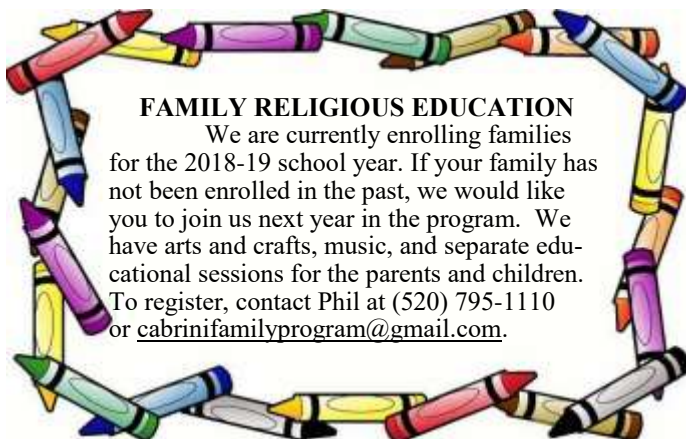 FAMILY RELIGIOUS EDUCATION
We are currently enrolling families
for the 2018-19 school year. If your family has
not been enrolled in the past, we would like
you to join us next year in the program.  We
have arts and crafts, music, and separate edu-
cational sessions for the parents and children.
To register, contact Phil at (520) 795-1110
or cabrinifamilyprogram@gmail.com.